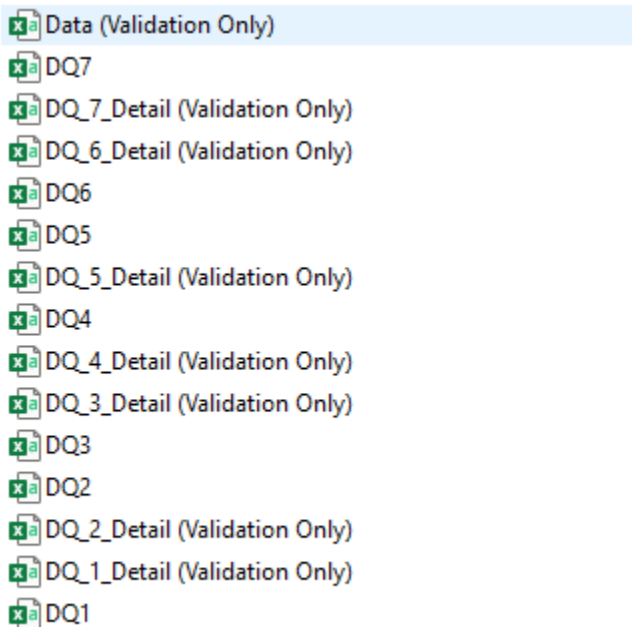 Data (Validation Only)
DQ7
DQ_7_Detail (Validation Only)
DQ_6_Detail (Validation Only)
DQ6
DQ5
DQ_5_Detail (Validation Only)
DQ4
DQ_4_Detail (Validation Only)
DQ_3_Detail (Validation Only)
DQ3
DQ2
DQ_2_Detail (Validation Only)
DQ_1_Detail (Validation Only)
DQ1